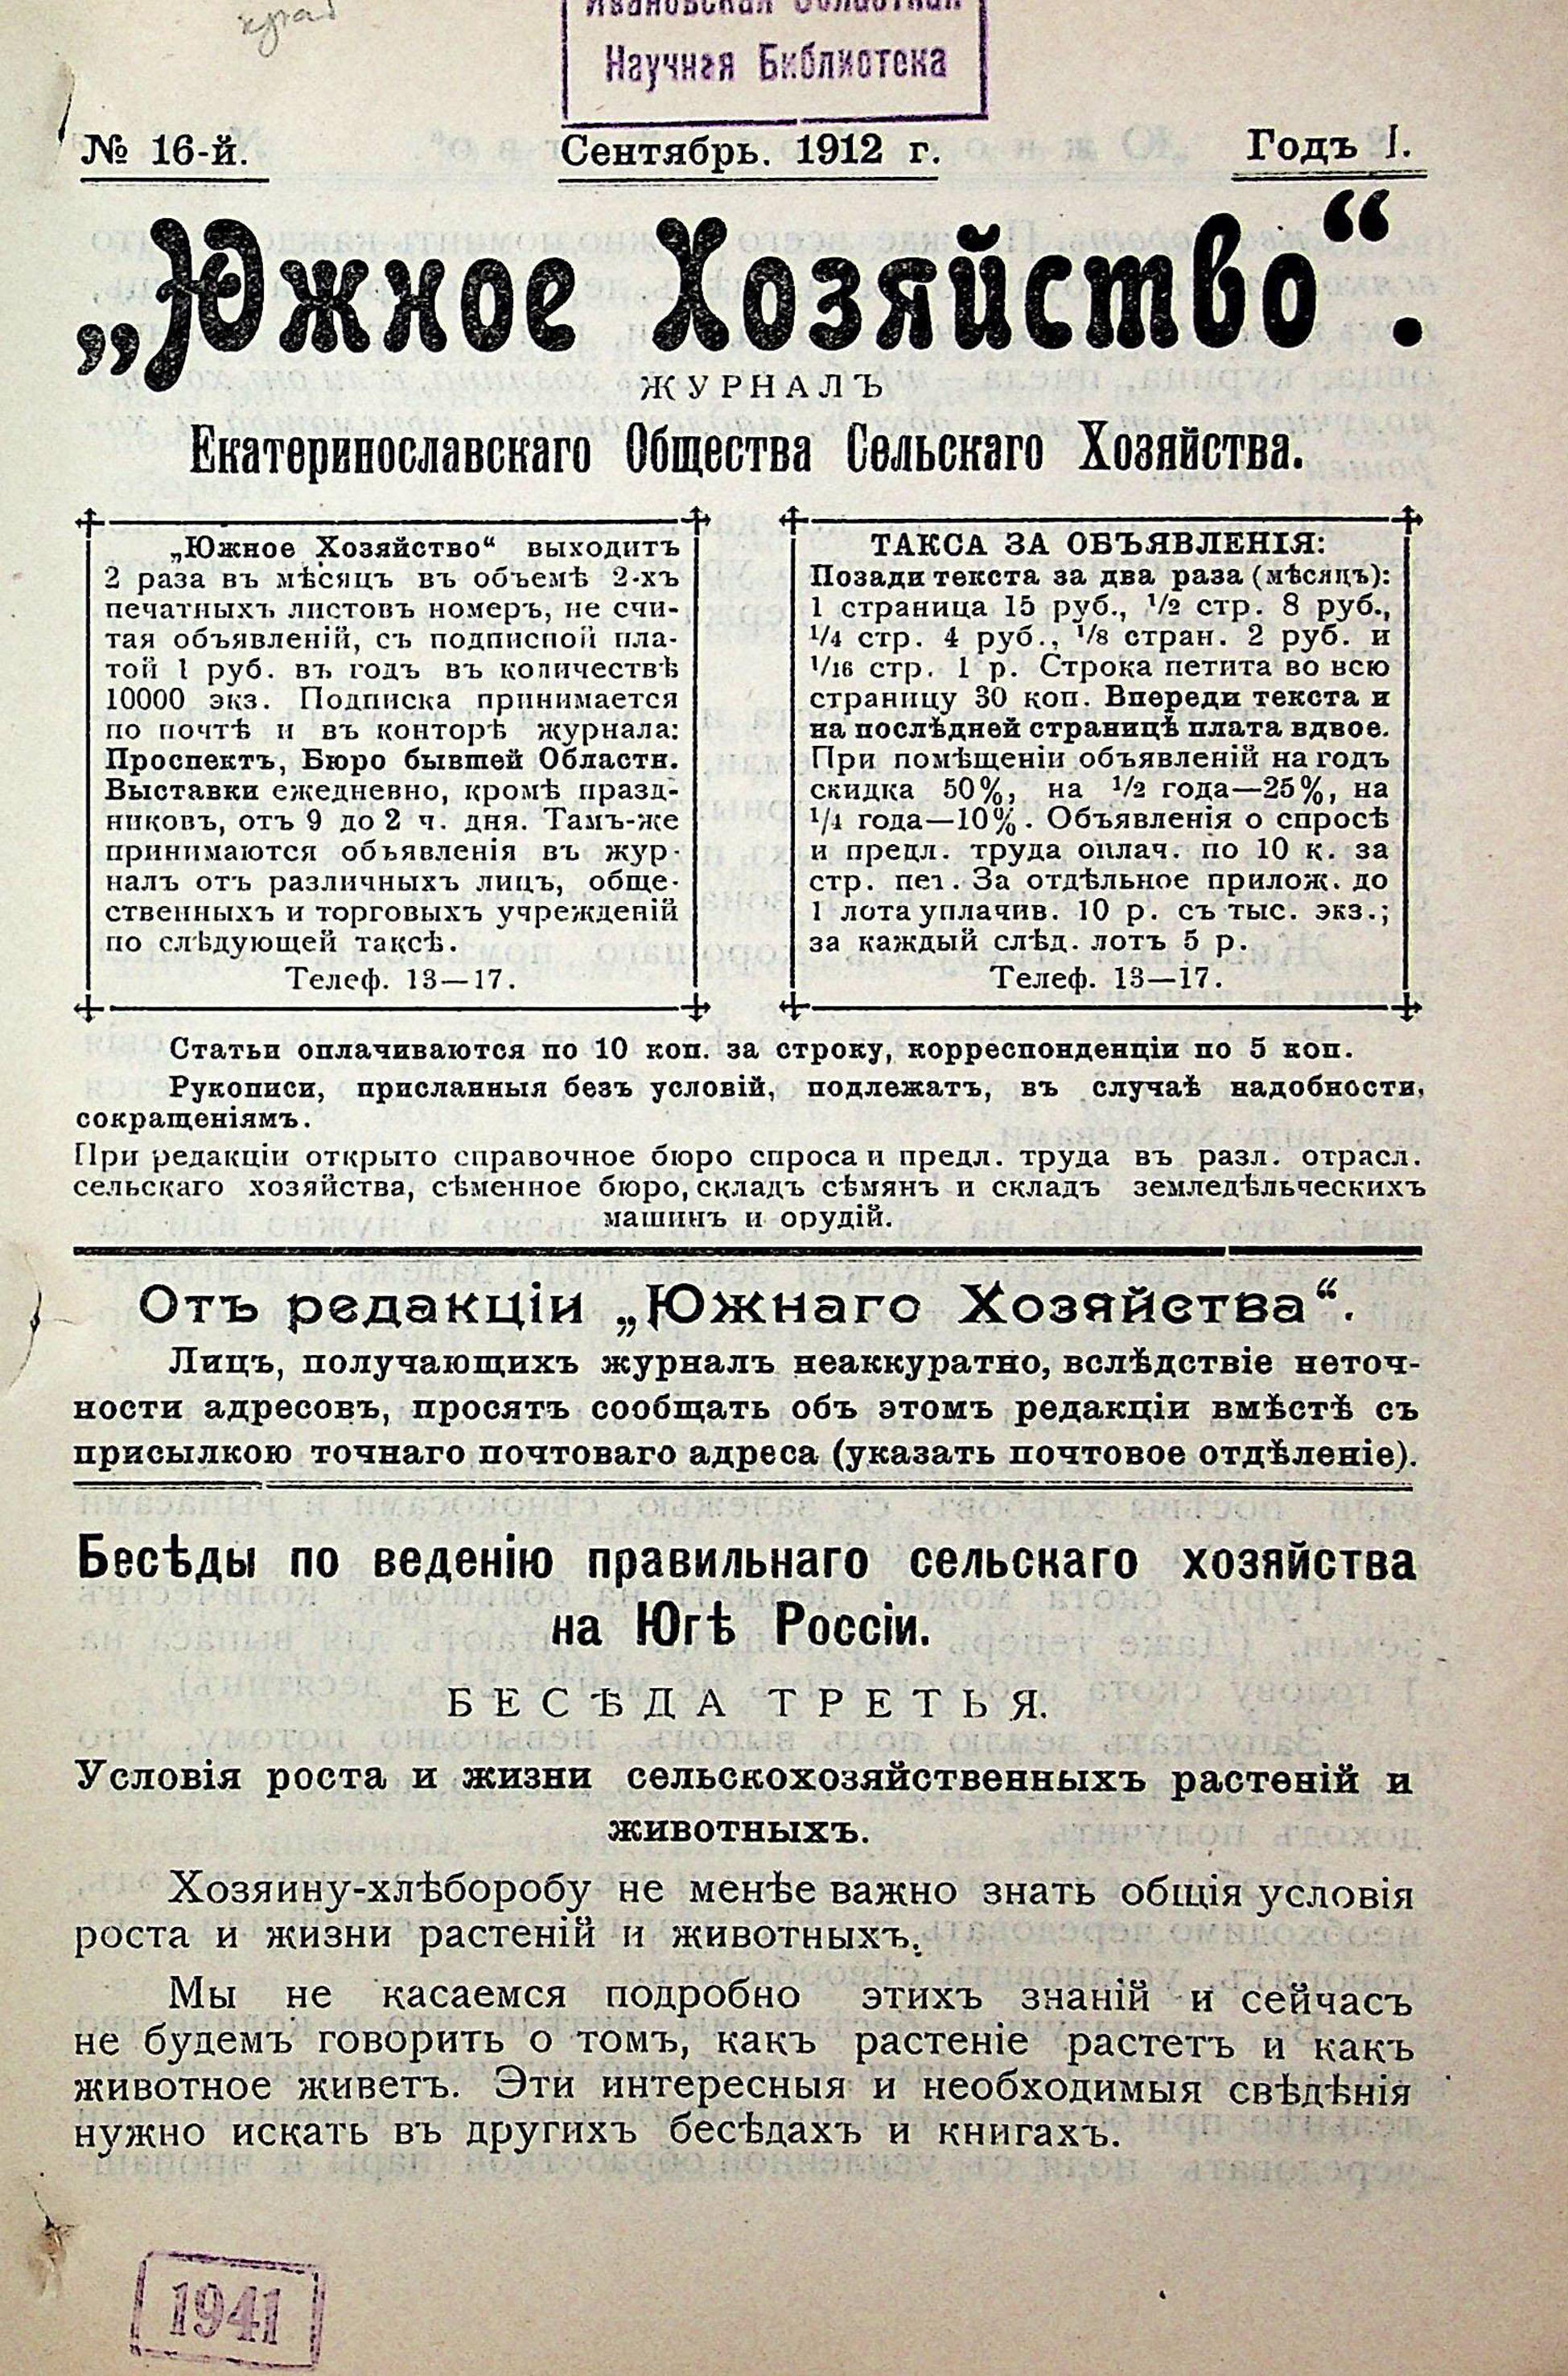 Ивановская Областная
Научная Библиотека
№ 16-й.
Сентябрь. 1912 г.
Годъ I.
„Южное Хозяйство“.
ЖУРНАЛЪ
Екатеринославскаго Общества Сельскаго Хозяйства.
„Южное Хозяйство“ выходитъ
2 раза въ мѣсяцъ въ объемѣ 2-хъ
печатныхъ листовъ номеръ, не счи-
тая объявленій, съ подписной пла-
той 1 руб. въ годъ въ количествѣ
10000 экз. Подписка принимается
по почтѣ и въ конторѣ журнала:
Проспектъ, Бюро бывшей Областн.
Выставки ежедневно, кромѣ празд-
никовъ, отъ 9 до 2 ч. дня. Тамъ-же
принимаются объявленія въ жур-
налъ отъ различныхъ лицъ, обще-
ственныхъ и торговыхъ учрежденій
по слѣдующей таксѣ.
Телеф. 13—17.
ТАКСА ЗА ОБЪЯВЛЕНІЯ:
Позади текста за два раза (мѣсяцъ):
1 страница 15 руб., 1/2 стр. 8 руб.,
1/4 стр. 4 руб., 1/8 стран. 2 руб. и
1/16 стр. 1 р. Строка петита во всю
страницу 30 коп. Впереди текста и
на послѣдней страницѣ плата вдвое.
При помѣщеніи объявленій на годъ
скидка 50%, на 1/2 года—25%, на
1/4 года—10%. Объявленія о спросѣ
и предл. труда оплач. по 10 к. за
стр. пет. За отдѣльное прилож. до
1 лота уплачив. 10 р. съ тыс. экз.;
за каждый слѣд. лотъ 5 р.
Телеф. 13—17.
Статьи оплачиваются по 10 коп. за строку, корреспонденціи по 5 коп.
Рукописи, присланныя безъ условій, подлежатъ, въ случаѣ надобности,
сокращеніямъ.
При редакціи открыто справочное бюро спроса и предл. труда въ разл. отрасл.
сельскаго хозяйства, сѣменное бюро, складъ сѣмянъ и складъ земледѣльческихъ
машинъ и орудій.
Отъ редакціи „Южнаго Хозяйства“.
Лицъ, получающихъ журналъ неаккуратно, вслѣдствіе неточ-
ности адресовъ, просятъ сообщать объ этомъ редакціи вмѣстѣ съ
присылкою точнаго почтоваго адреса (указать почтовое отдѣленіе).
Бесѣды по веденію правильнаго сельскаго хозяйства
на Югѣ Россіи.
БЕСѢДА ТРЕТЬЯ.
Условія роста и жизни сельскохозяйственныхъ растеній и
животныхъ.
Хозяину-хлѣборобу не менѣе важно знать общія условія
роста и жизни растеній и животныхъ.
Мы не касаемся подробно этихъ знаній и сейчасъ
не будемъ говорить о томъ, какъ растеніе растетъ и какъ
животное живетъ. Эти интересныя и необходимыя свѣдѣнія
нужно искать въ другихъ бесѣдахъ и книгахъ.
1941